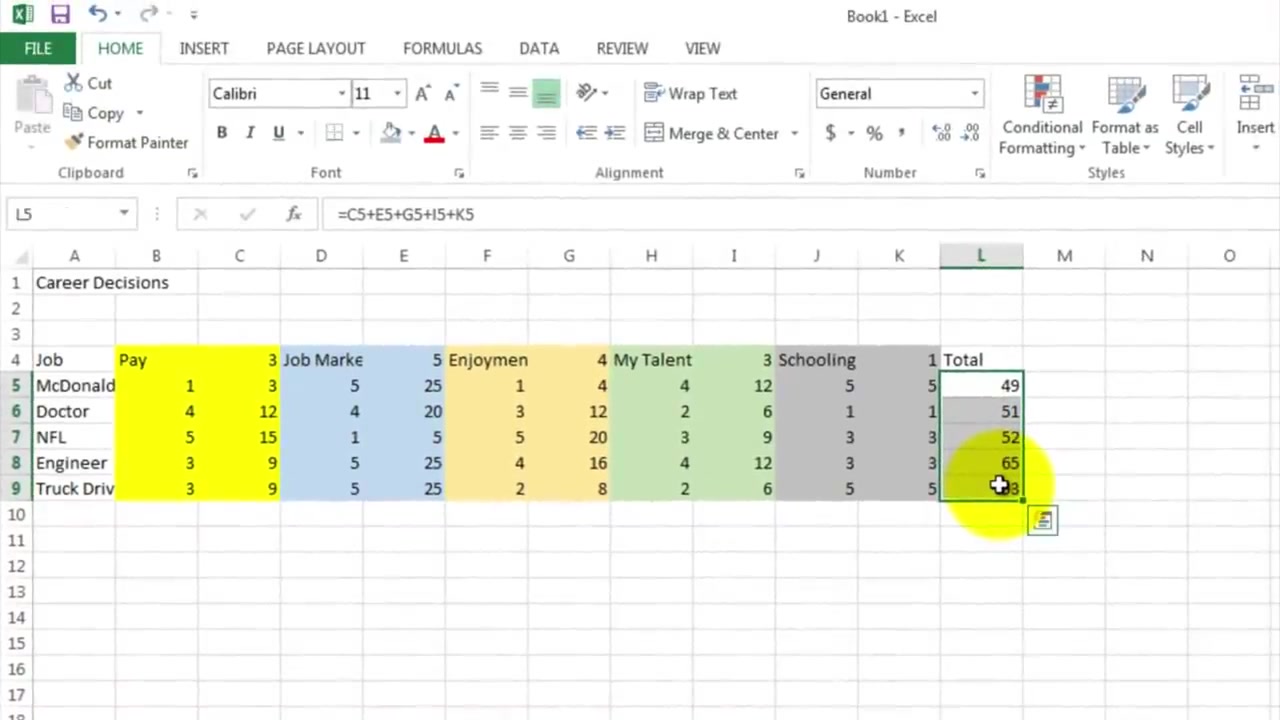 Book1 - Excel
FILE HOME INSERT PAGE LAYOUT FORMULAS DATA REVIEW VIEW
Cut
Copy
Format Painter
Paste
Clipboard
Calibri 11 A A
B I U A
Font
Wrap Text
Merge & Center
Alignment
General
$ % , .0 .00 .00 .0
Number
Conditional Formatting
Format as Table
Cell Styles
Styles
Insert
L5 fx =C5+E5+G5+I5+K5
A B C D E F G H I J K L M N O
1 Career Decisions
2
3
4 Job Pay 3 Job Marke 5 Enjoymen 4 My Talent 3 Schooling 1 Total
5 McDonald 1 3 5 25 1 4 4 12 5 5 49
6 Doctor 4 12 4 20 3 12 2 6 1 1 51
7 NFL 5 15 1 5 5 20 3 9 3 3 52
8 Engineer 3 9 5 25 4 16 4 12 3 3 65
9 Truck Driv 3 9 5 25 2 8 2 6 5 5
10
11
12
13
14
15
16
17